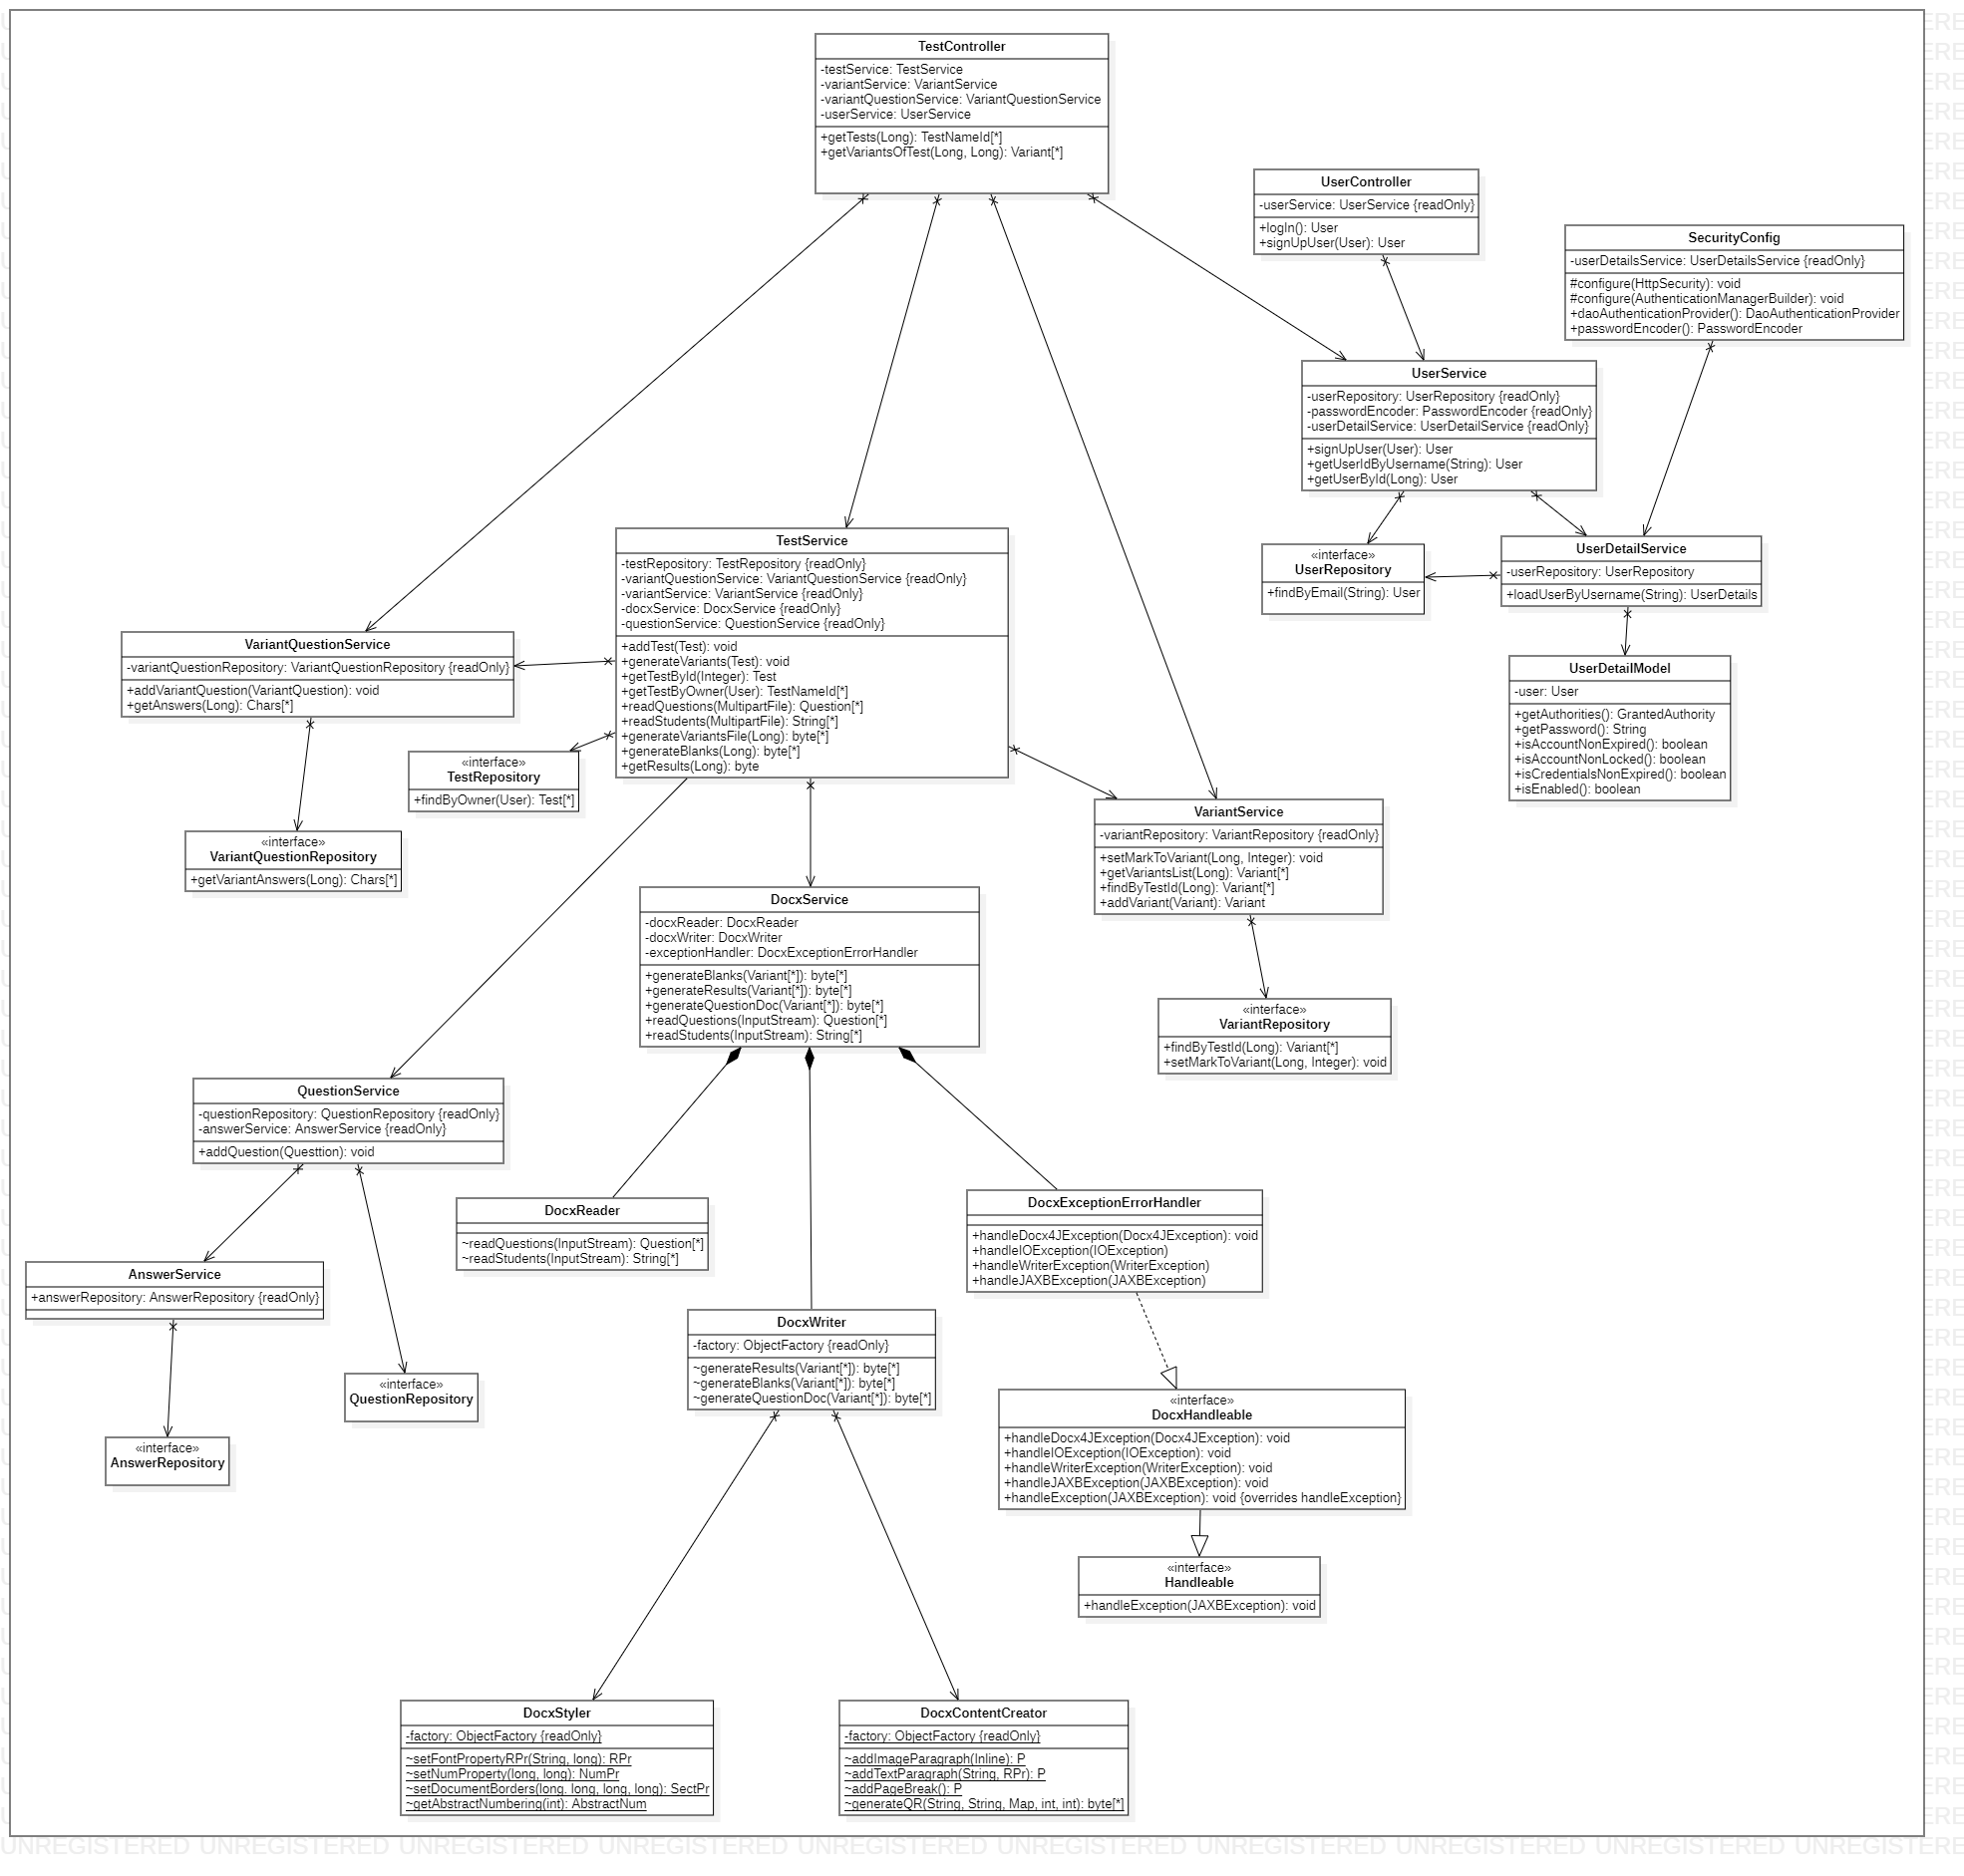 TestController
-testService: TestService
-variantService: VariantService
-variantQuestionService: VariantQuestionService
-userService: UserService
+getTests(Long): TestNameId[*]
+getVariantsOfTest(Long, Long): Variant[*]
UserController
-userService: UserService {readOnly}
+logIn(): User
+signUpUser(User): User
SecurityConfig
-userDetailsService: UserDetailsService {readOnly}
#configure(HttpSecurity): void
#configure(AuthenticationManagerBuilder): void
+daoAuthenticationProvider(): DaoAuthenticationProvider
+passwordEncoder(): PasswordEncoder
UserService
-userRepository: UserRepository {readOnly}
-passwordEncoder: PasswordEncoder {readOnly}
-userDetailService: UserDetailService {readOnly}
+signUpUser(User): User
+getUserIdByUsername(String): User
+getUserById(Long): User
«interface»
UserRepository
+findByEmail(String): User
UserDetailService
-userRepository: UserRepository
+loadUserByUsername(String): UserDetails
UserDetailModel
-user: User
+getAuthorities(): GrantedAuthority
+getPassword(): String
+isAccountNonExpired(): boolean
+isAccountNonLocked(): boolean
+isCredentialsNonExpired(): boolean
+isEnabled(): boolean
TestService
-testRepository: TestRepository {readOnly}
-variantQuestionService: VariantQuestionService {readOnly}
-variantService: VariantService {readOnly}
-docxService: DocxService {readOnly}
-questionService: QuestionService {readOnly}
+addTest(Test): void
+generateVariants(Test): void
+getTestById(Integer): Test
+getTestByOwner(User): TestNameId[*]
+readQuestions(MultipartFile): Question[*]
+readStudents(MultipartFile): String[*]
+generateVariantsFile(Long): byte[*]
+generateBlanks(Long): byte[*]
+getResults(Long): byte
VariantQuestionService
-variantQuestionRepository: VariantQuestionRepository {readOnly}
+addVariantQuestion(VariantQuestion): void
+getAnswers(Long): Chars[*]
«interface»
TestRepository
+findByOwner(User): Test[*]
«interface»
VariantQuestionRepository
+getVariantAnswers(Long): Chars[*]
VariantService
-variantRepository: VariantRepository {readOnly}
+setMarkToVariant(Long, Integer): void
+getVariantsList(Long): Variant[*]
+findByTestId(Long): Variant[*]
+addVariant(Variant): Variant
DocxService
-docxReader: DocxReader
-docxWriter: DocxWriter
-exceptionHandler: DocxExceptionErrorHandler
+generateBlanks(Variant[*]): byte[*]
+generateResults(Variant[*]): byte[*]
+generateQuestionDoc(Variant[*]): byte[*]
+readQuestions(InputStream): Question[*]
+readStudents(InputStream): String[*]
«interface»
VariantRepository
+findByTestId(Long): Variant[*]
+setMarkToVariant(Long, Integer): void
QuestionService
-questionRepository: QuestionRepository {readOnly}
-answerService: AnswerService {readOnly}
+addQuestion(Questtion): void
DocxReader
~readQuestions(InputStream): Question[*]
~readStudents(InputStream): String[*]
DocxExceptionErrorHandler
+handleDocx4JException(Docx4JException): void
+handleIOException(IOException)
+handleWriterException(WriterException)
+handleJAXBException(JAXBException)
AnswerService
+answerRepository: AnswerRepository {readOnly}
DocxWriter
-factory: ObjectFactory {readOnly}
~generateResults(Variant[*]): byte[*]
~generateBlanks(Variant[*]): byte[*]
~generateQuestionDoc(Variant[*]): byte[*]
«interface»
QuestionRepository
«interface»
AnswerRepository
«interface»
DocxHandleable
+handleDocx4JException(Docx4JException): void
+handleIOException(IOException): void
+handleWriterException(WriterException): void
+handleJAXBException(JAXBException): void
+handleException(JAXBException): void {overrides handleException}
«interface»
Handleable
+handleException(JAXBException): void
DocxStyler
-factory: ObjectFactory {readOnly}
~setFontPropertyRPr(String, long): RPr
~setNumProperty(long, long): NumPr
~setDocumentBorders(long, long, long, long): SectPr
~getAbstractNumbering(int): AbstractNum
DocxContentCreator
-factory: ObjectFactory {readOnly}
~addImageParagraph(Inline): P
~addTextParagraph(String, RPr): P
~addPageBreak(): P
~generateQR(String, String, Map, int, int): byte[*]
UNREGISTERED UNREGISTERED UNREGISTERED UNREGISTERED UNREGISTERED UNREGISTERED UNREGISTERED UNREGISTERED UNREGISTERED UNREGISTERE